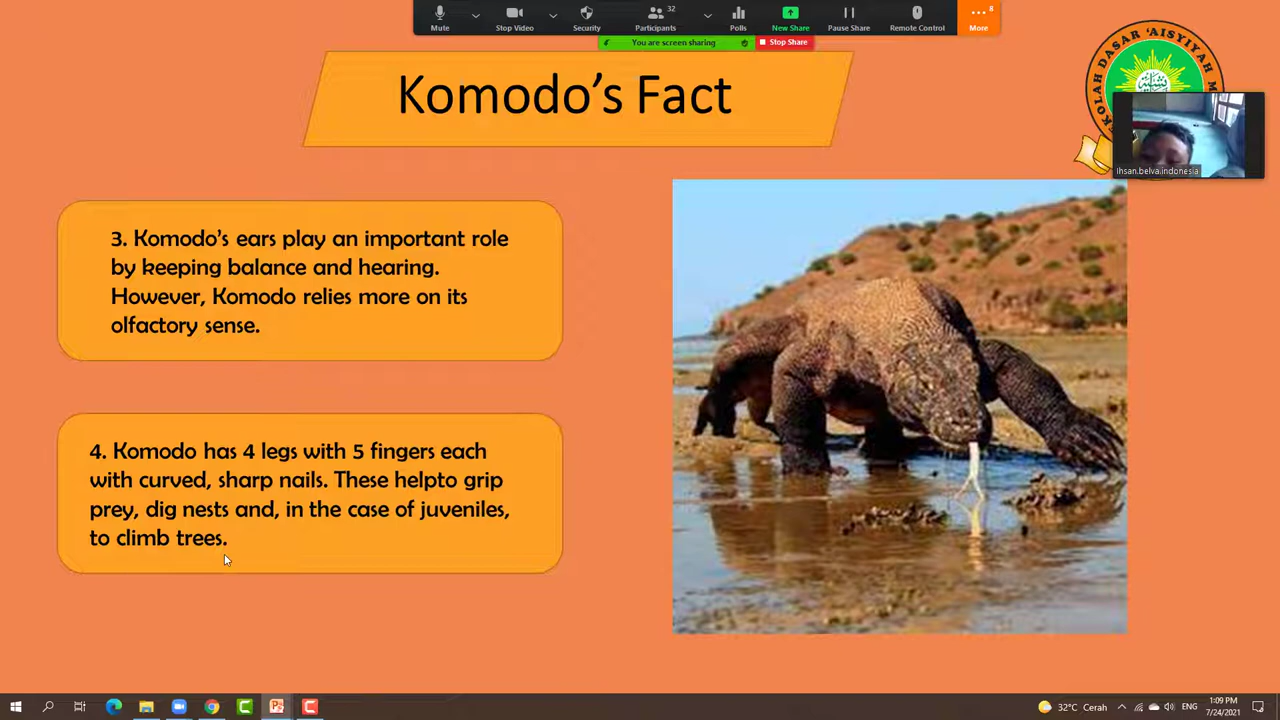 32
8
Mute
Stop Video
Security
Participants
Polls
New Share
Pause Share
Remote Control
More
You are screen sharing
Stop Share
Komodo's Fact
ihsan.belva.indonesia
3. Komodo's ears play an important role
by keeping balance and hearing.
However, Komodo relies more on its
olfactory sense.
4. Komodo has 4 legs with 5 fingers each
with curved, sharp nails. These helpto grip
prey, dig nests and, in the case of juveniles,
to climb trees.
32°C Cerah
ENG
1:09 PM
7/24/2021